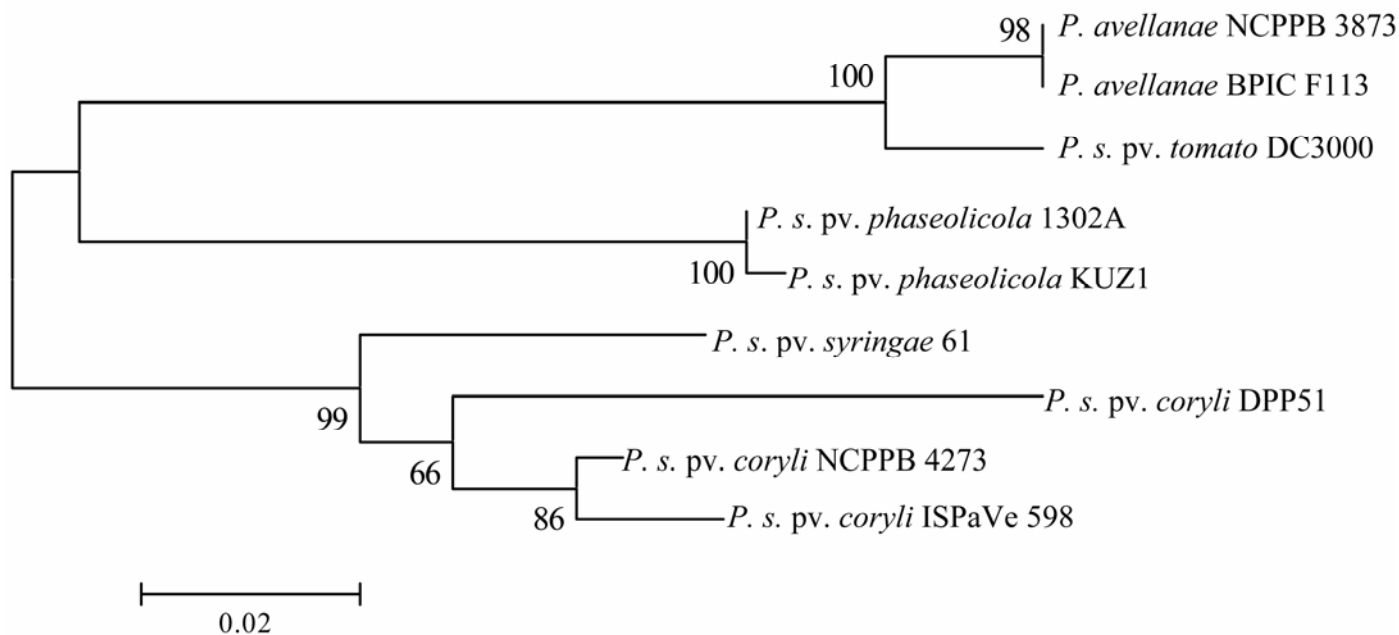 98 P. avellanae NCPPB 3873
100 P. avellanae BPIC F113
P. s. pv. tomato DC3000
P. s. pv. phaseolicola 1302A
100 P. s. pv. phaseolicola KUZ1
P. s. pv. syringae 61
99 P. s. pv. coryli DPP51
66 P. s. pv. coryli NCPPB 4273
86 P. s. pv. coryli ISPaVe 598
0.02